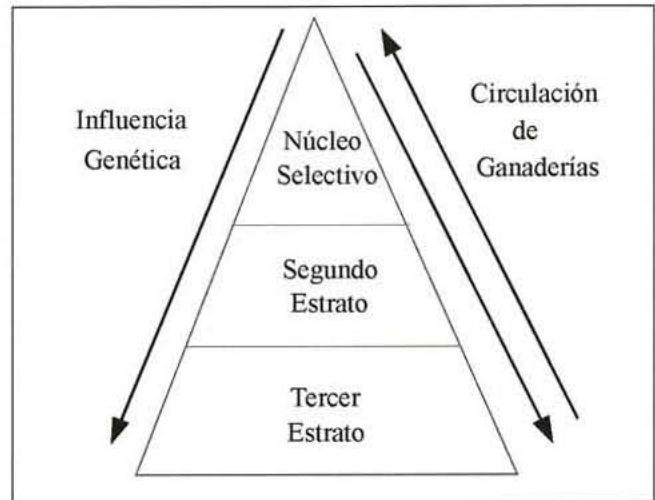 Influencia
Genética
Núcleo
Selectivo
Circulación
de
Ganaderías
Segundo
Estrato
Tercer
Estrato